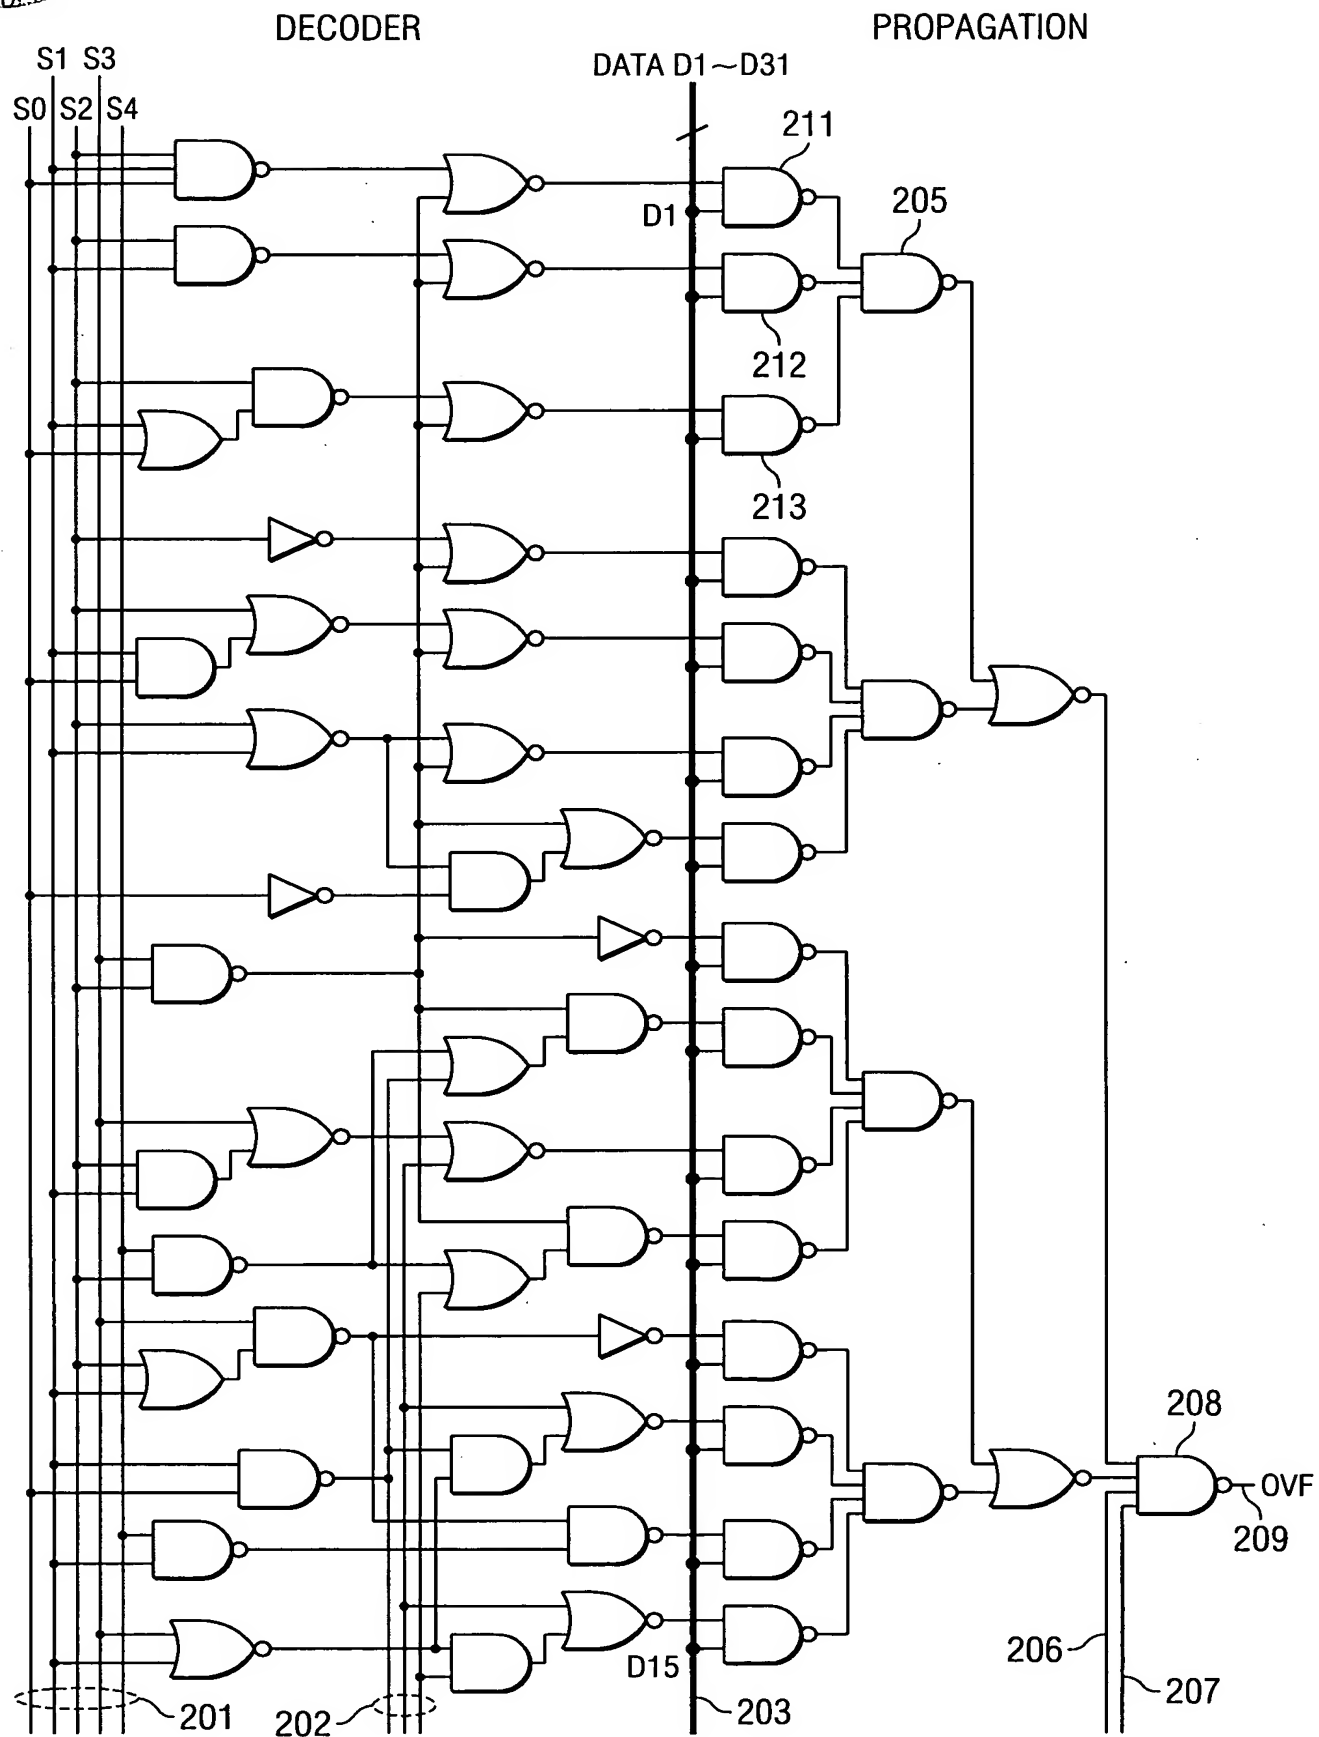 DECODER
PROPAGATION
S1 S3
DATA D1~D31
S0 S2 S4
211
D1
205
212
213
208
OVF
209
206
D15
207
201
202
203